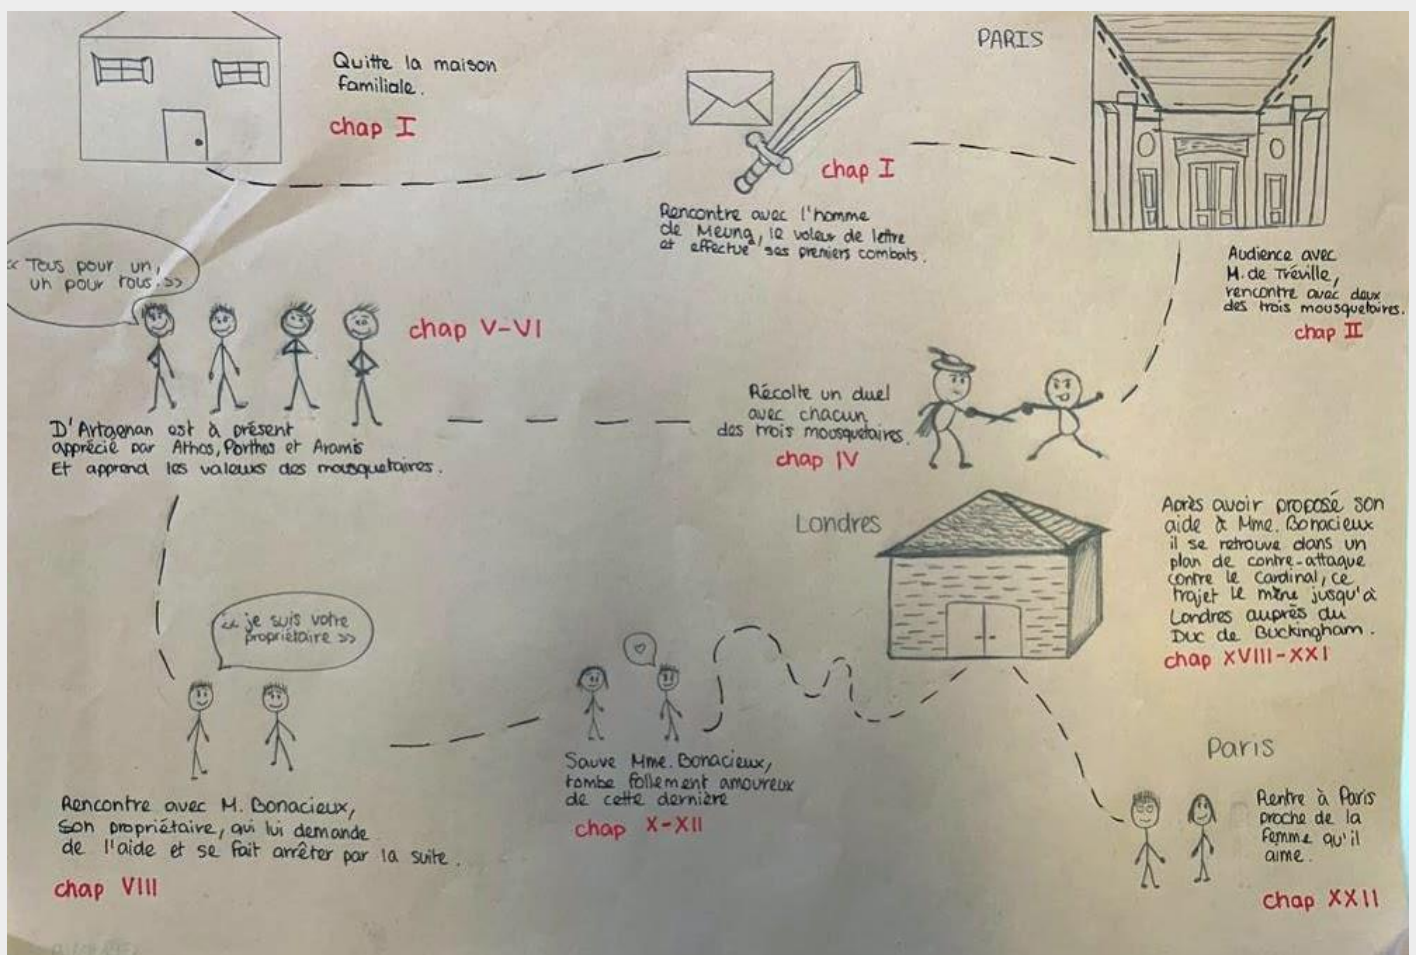 Quitte la maison
familiale.
chap I
chap I
Rencontre avec l'homme
de Meung, le voleur de lettre
et effectue ses premiers combats.
PARIS
Audience avec
M. de Tréville,
rencontre avec deux
des trois mousquetaires.
chap II
Récolte un duel
avec chacun
des trois mousquetaires.
chap IV
« Tous pour un,
un pour tous. »
chap V-VI
D'Artagnan est à présent
apprécié par Athos, Porthos et Aramis
Et apprend les valeurs des mousquetaires.
« je suis votre
propriétaire »
Rencontre avec M. Bonacieux,
son propriétaire, qui lui demande
de l'aide et se fait arrêter par la suite.
chap VIII
Sauve Mme. Bonacieux,
tombe follement amoureux
de cette dernière
chap X-XII
Londres
Après avoir proposé son
aide à Mme. Bonacieux
il se retrouve dans un
plan de contre-attaque
contre le Cardinal, ce
trajet le mène jusqu'à
Londres auprès du
Duc de Buckingham.
chap XVIII-XXI
Paris
Rentre à Paris
proche de la
femme qu'il
aime.
chap XXII